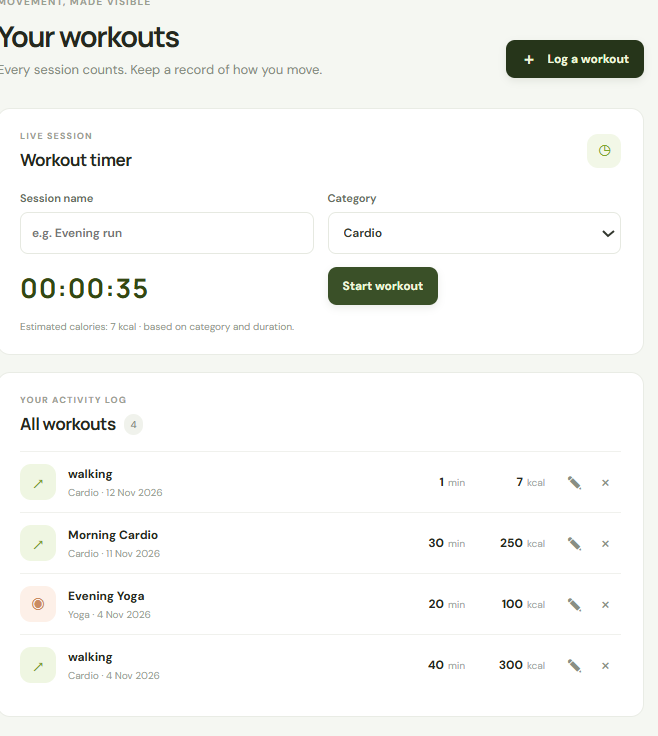 MOVEMENT, MADE VISIBLE
Your workouts
Every session counts. Keep a record of how you move.
+ Log a workout
LIVE SESSION
Workout timer
Session name
Category
e.g. Evening run
Cardio
00:00:35
Start workout
Estimated calories: 7 kcal · based on category and duration.
YOUR ACTIVITY LOG
All workouts 4
walking
Cardio · 12 Nov 2026
1 min 7 kcal ×
Morning Cardio
Cardio · 11 Nov 2026
30 min 250 kcal ×
Evening Yoga
Yoga · 4 Nov 2026
20 min 100 kcal ×
walking
Cardio · 4 Nov 2026
40 min 300 kcal ×